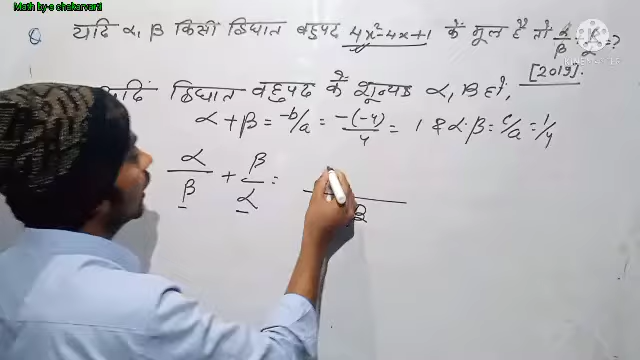 Math by-s chakarvarti
Q यदि α, β किसी द्विघात बहुपद 4x²-4x+1 के मूल हैं तो α/β + β/α = ?
[2019].
यदि द्विघात बहुपद के शून्यक α, β हों,
α + β = -b/a = -(-4)/4 = 1 & α.β = c/a = 1/4
α/β + β/α =